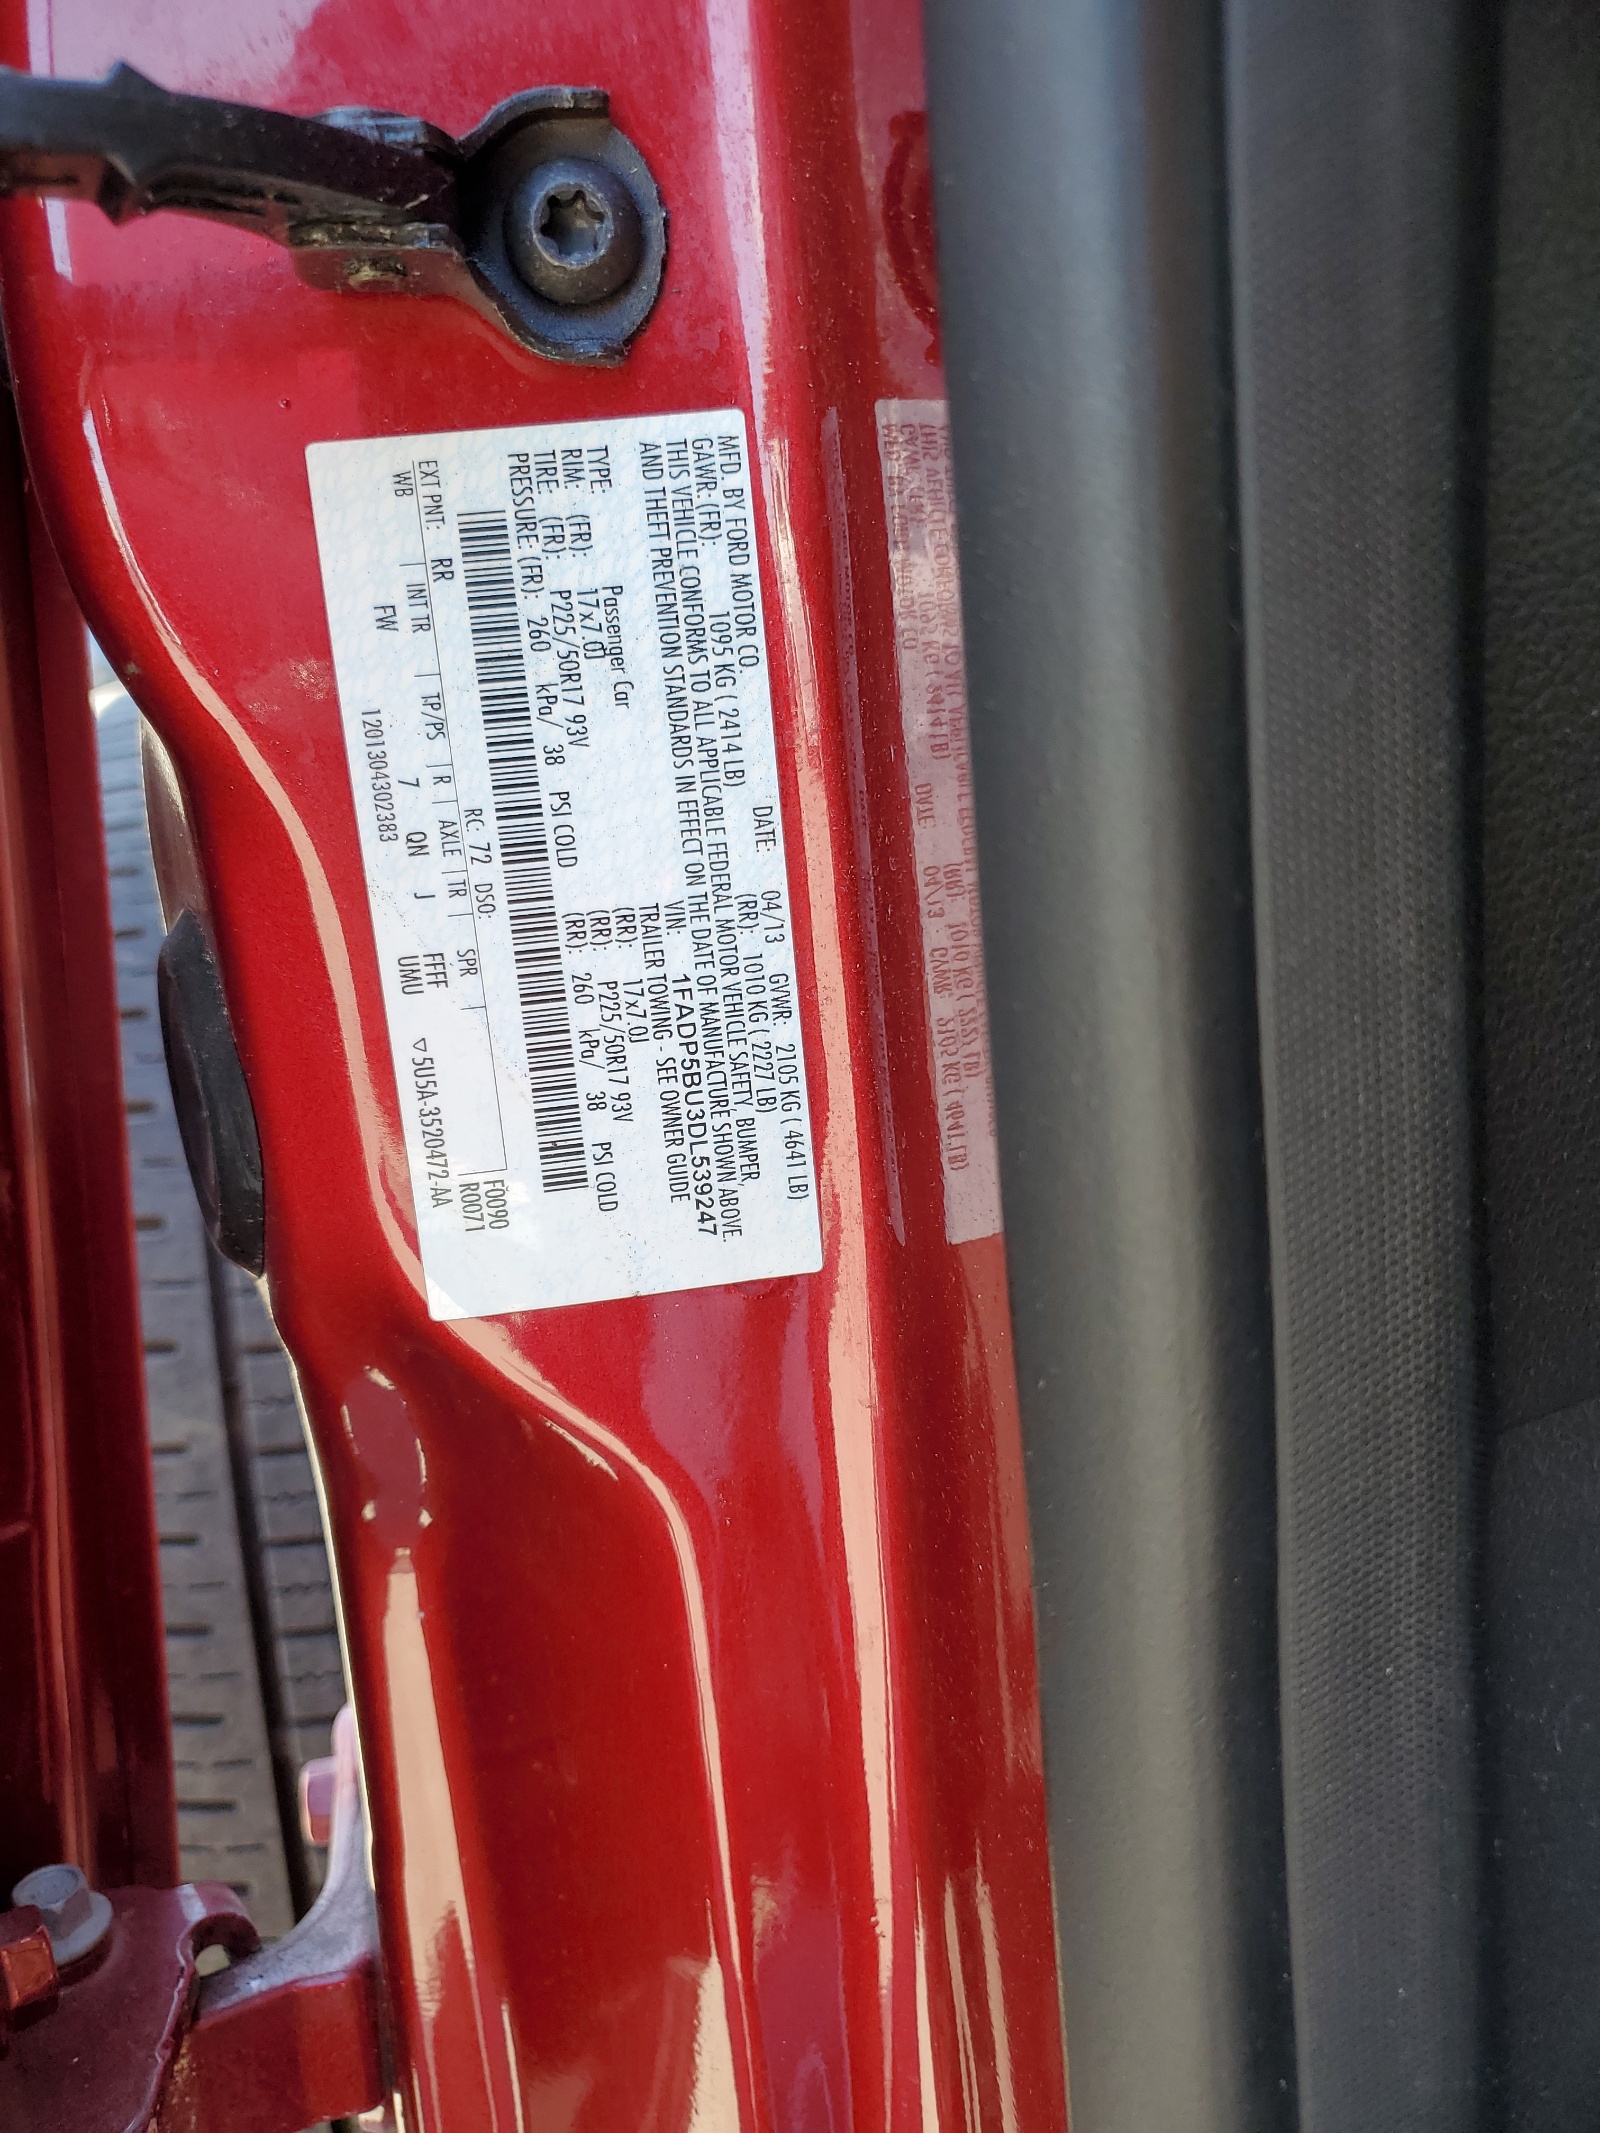 MFD. BY FORD MOTOR CO. DATE: 04/13 GVWR: 2105 KG ( 4641 LB)
GAWR: (FR): 1095 KG ( 2414 LB) (RR): 1010 KG ( 2227 LB)
THIS VEHICLE CONFORMS TO ALL APPLICABLE FEDERAL MOTOR VEHICLE SAFETY, BUMPER,
AND THEFT PREVENTION STANDARDS IN EFFECT ON THE DATE OF MANUFACTURE SHOWN ABOVE.
VIN: 1FADP5BU3DL539247
TYPE: Passenger Car TRAILER TOWING - SEE OWNER GUIDE
RIM: (FR): 17x7.0J (RR): 17x7.0J
TIRE: (FR): P225/50R17 93V (RR): P225/50R17 93V
PRESSURE: (FR): 260 kPa/ 38 PSI COLD (RR): 260 kPa/ 38 PSI COLD
F0090
EXT PNT: RR RC: 72 DSO: R0071
WB INT TR TP/PS R AXLE TR SPR
FW 7 QN J FFFF
UMU ▽5U5A-3520472-AA
1201304302383